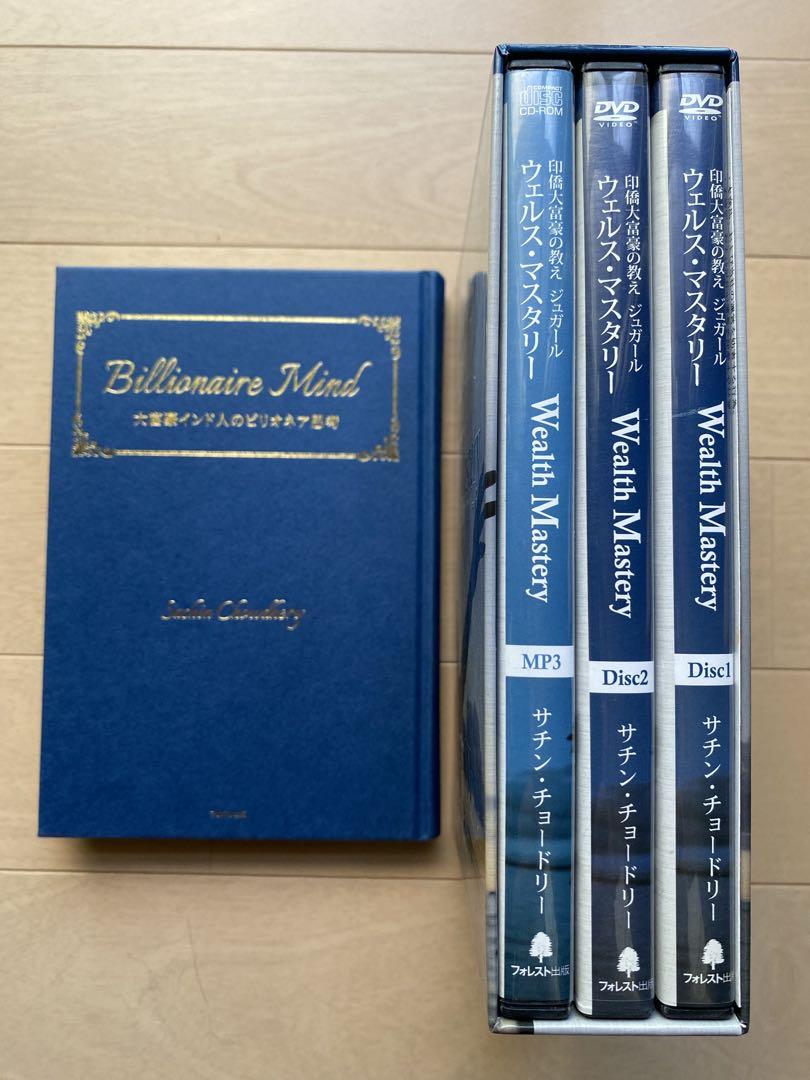 Billionaire Mind
大富豪インド人のビリオネア思考
Sachin Chowdhery
COMPACT
disc
CD-ROM
印僑大富豪の教え ジュガール
ウェルス・マスタリー
Wealth Mastery
MP3
サチン・チョードリー
フォレスト出版
DVD
VIDEO
印僑大富豪の教え ジュガール
ウェルス・マスタリー
Wealth Mastery
Disc2
サチン・チョードリー
フォレスト出版
DVD
VIDEO
印僑大富豪の教え ジュガール
ウェルス・マスタリー
Wealth Mastery
Disc1
サチン・チョードリー
フォレスト出版